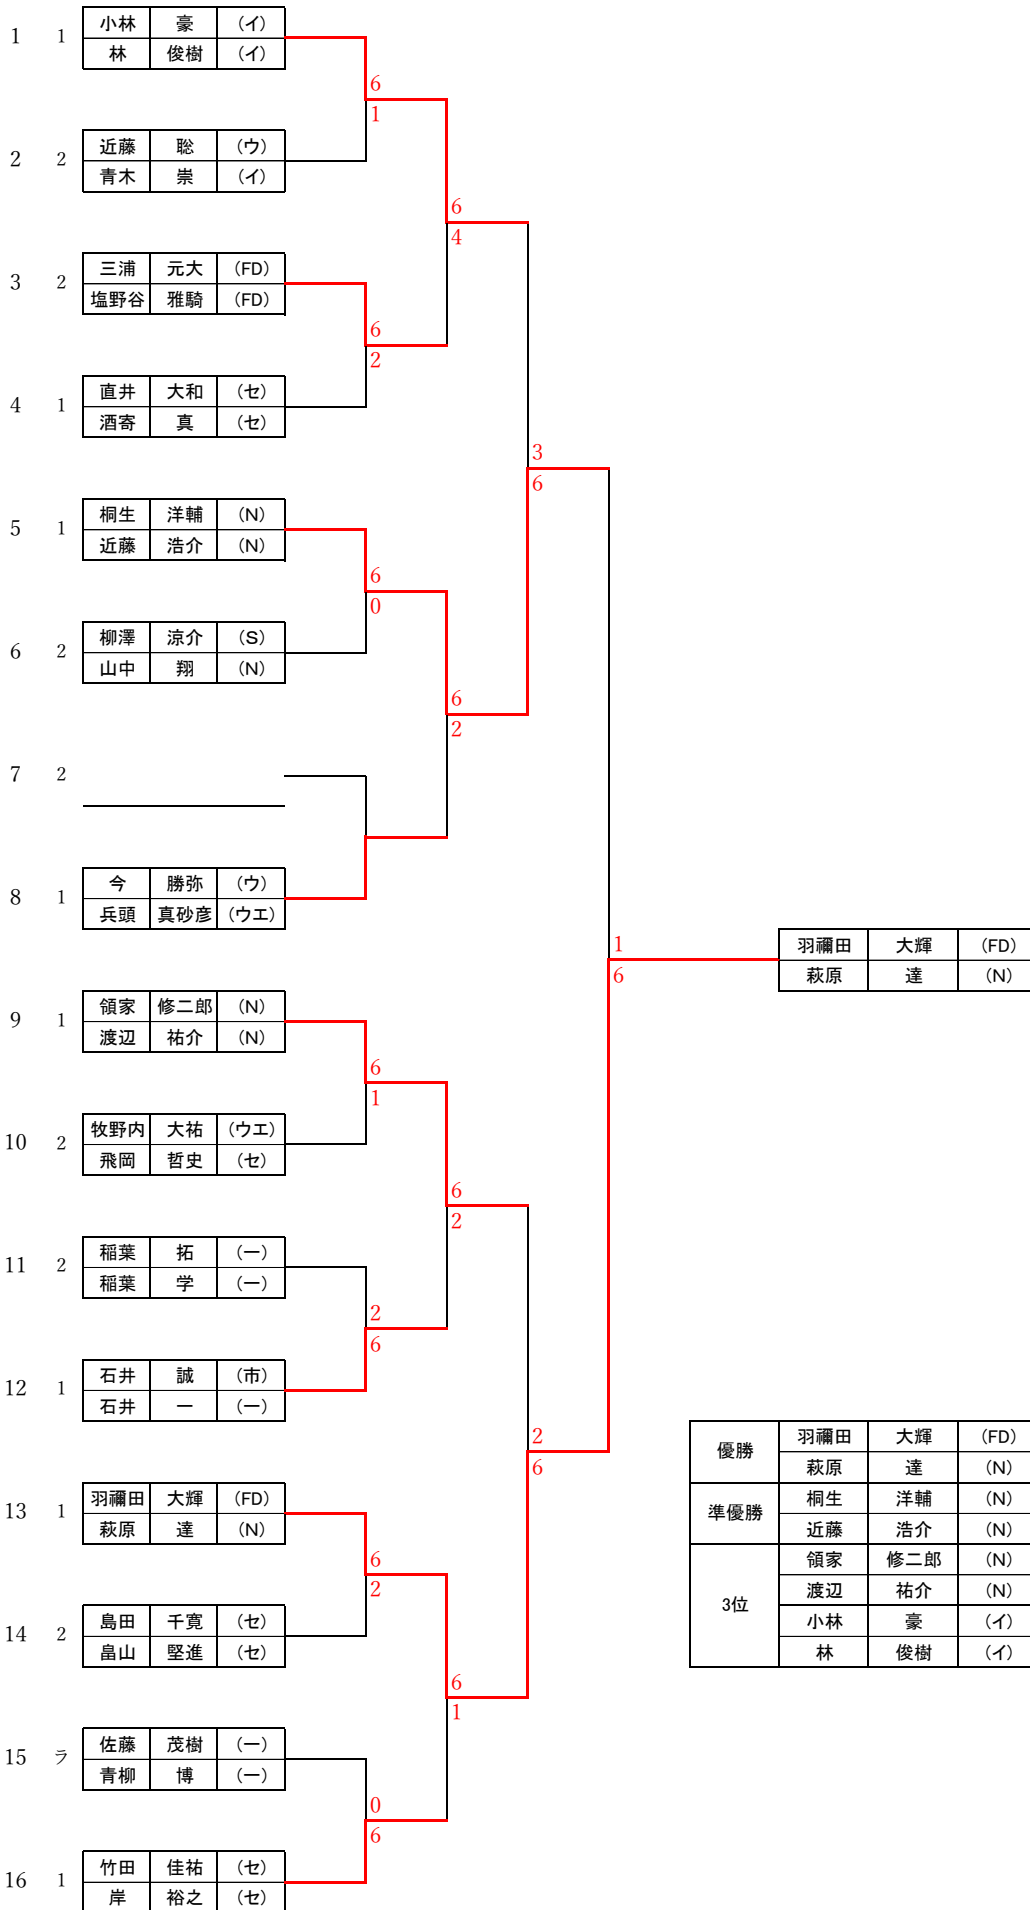 1 1 小林 豪 (イ)
林 俊樹 (イ)
6
1
2 2 近藤 聡 (ウ)
青木 崇 (イ)
6
4
3 2 三浦 元大 (FD)
塩野谷 雅騎 (FD)
6
2
4 1 直井 大和 (セ)
酒寄 真 (セ)
3
6
5 1 桐生 洋輔 (N)
近藤 浩介 (N)
6
0
6 2 柳澤 涼介 (S)
山中 翔 (N)
6
2
7 2
8 1 今 勝弥 (ウ)
兵頭 真砂彦 (ウエ)
1 羽禰田 大輝 (FD)
6 萩原 達 (N)
9 1 領家 修二郎 (N)
渡辺 祐介 (N)
6
1
10 2 牧野内 大祐 (ウエ)
飛岡 哲史 (セ)
6
2
11 2 稲葉 拓 (一)
稲葉 学 (一)
2
6
12 1 石井 誠 (市)
石井 一 (一)
2
6
優勝 羽禰田 大輝 (FD)
萩原 達 (N)
準優勝 桐生 洋輔 (N)
近藤 浩介 (N)
3位 領家 修二郎 (N)
渡辺 祐介 (N)
小林 豪 (イ)
林 俊樹 (イ)
13 1 羽禰田 大輝 (FD)
萩原 達 (N)
6
2
14 2 島田 千寛 (セ)
畠山 堅進 (セ)
6
1
15 ラ 佐藤 茂樹 (一)
青柳 博 (一)
0
6
16 1 竹田 佳祐 (セ)
岸 裕之 (セ)